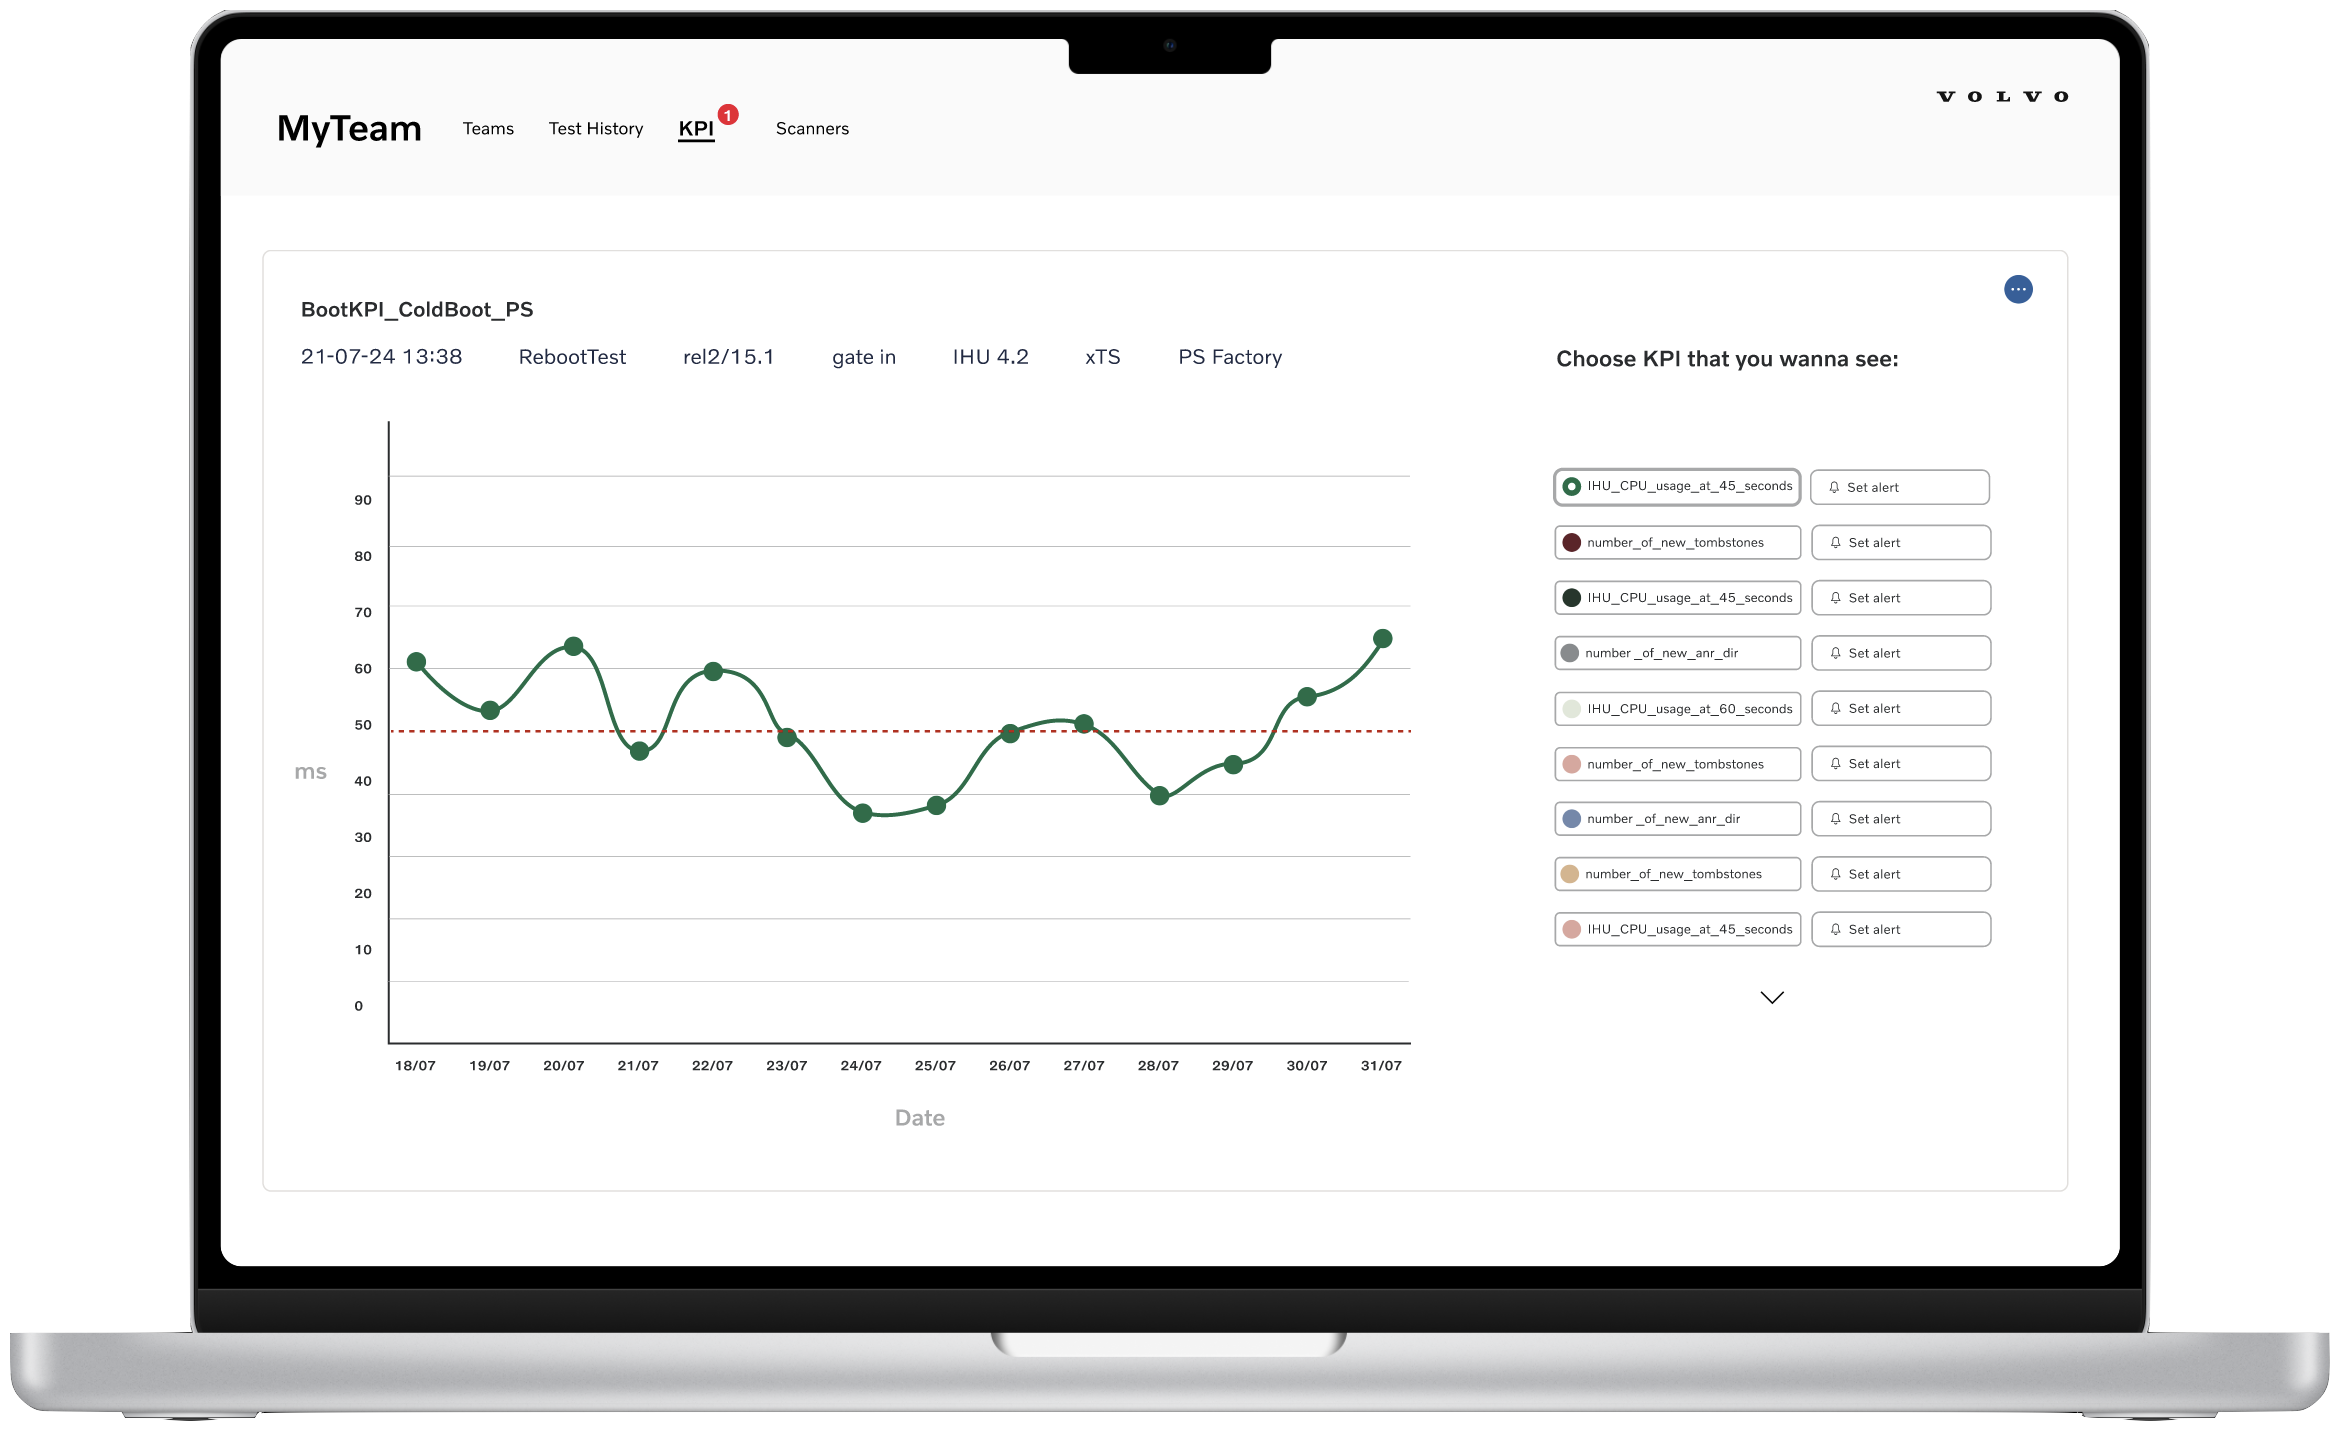 VOLVO
MyTeam Teams Test History KPI 1 Scanners
BootKPI_ColdBoot_PS
21-07-24 13:38 RebootTest rel2/15.1 gate in IHU 4.2 xTS PS Factory
Choose KPI that you wanna see:
90
80
70
60
50
40
30
20
10
0
ms
18/07 19/07 20/07 21/07 22/07 23/07 24/07 25/07 26/07 27/07 28/07 29/07 30/07 31/07
Date
IHU_CPU_usage_at_45_seconds Set alert
number_of_new_tombstones Set alert
IHU_CPU_usage_at_45_seconds Set alert
number_of_new_anr_dir Set alert
IHU_CPU_usage_at_60_seconds Set alert
number_of_new_tombstones Set alert
number_of_new_anr_dir Set alert
number_of_new_tombstones Set alert
IHU_CPU_usage_at_45_seconds Set alert